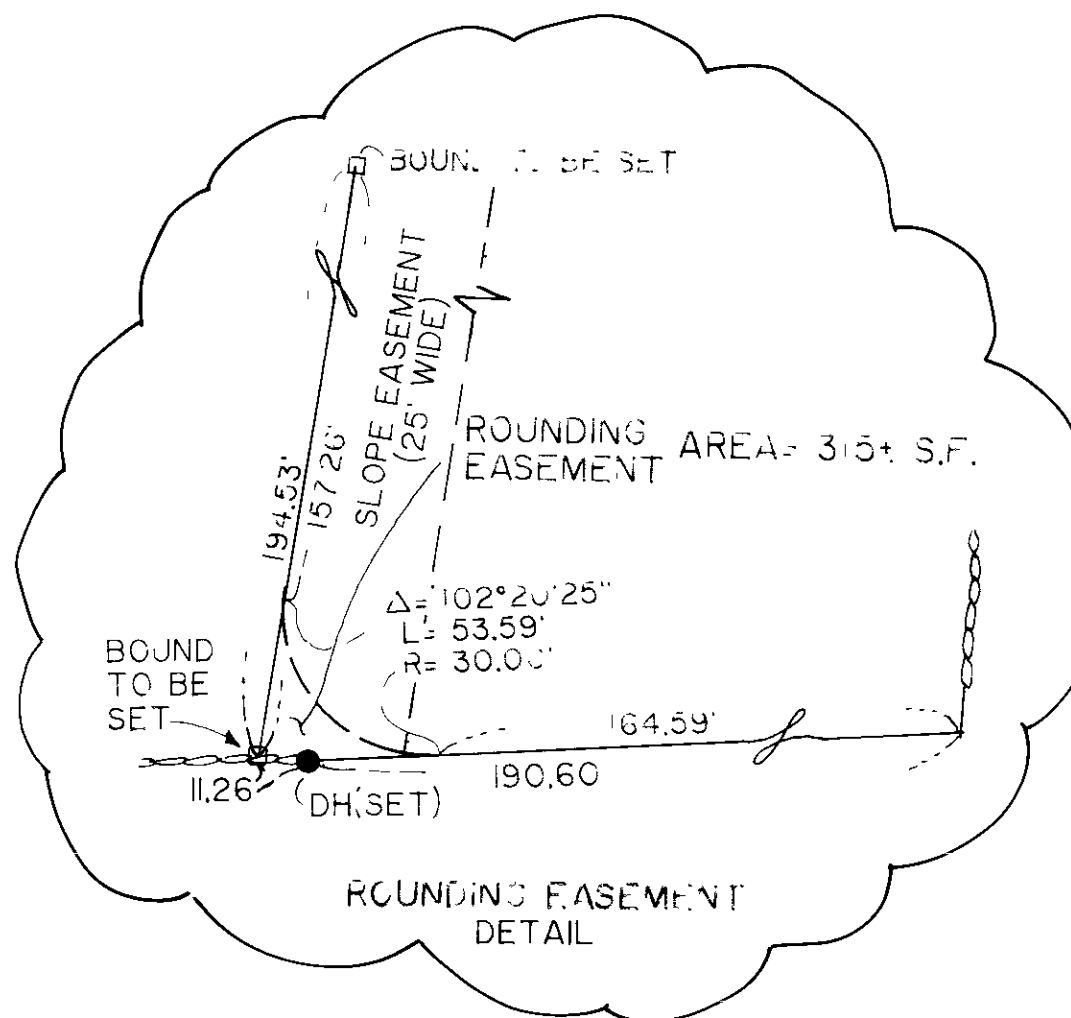 BOUND TO BE SET
SLOPE EASEMENT
(25' WIDE)
194.53'
157.26'
ROUNDING
EASEMENT
AREA= 315± S.F.
Δ= 102°20'25"
L= 53.59'
R= 30.00'
BOUND
TO BE
SET
164.59'
190.60
11.26'
(DH(SET)
ROUNDING EASEMENT
DETAIL